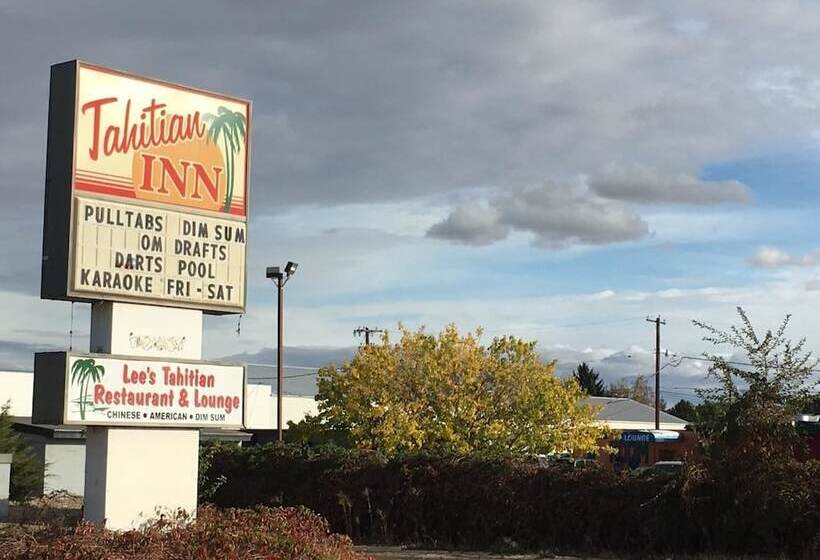 Tahitian
INN
PULLTABS DIM SUM
OM DRAFTS
DARTS POOL
KARAOKE FRI - SAT
Lee's Tahitian
Restaurant & Lounge
CHINESE • AMERICAN • DIM SUM
LOUNGE